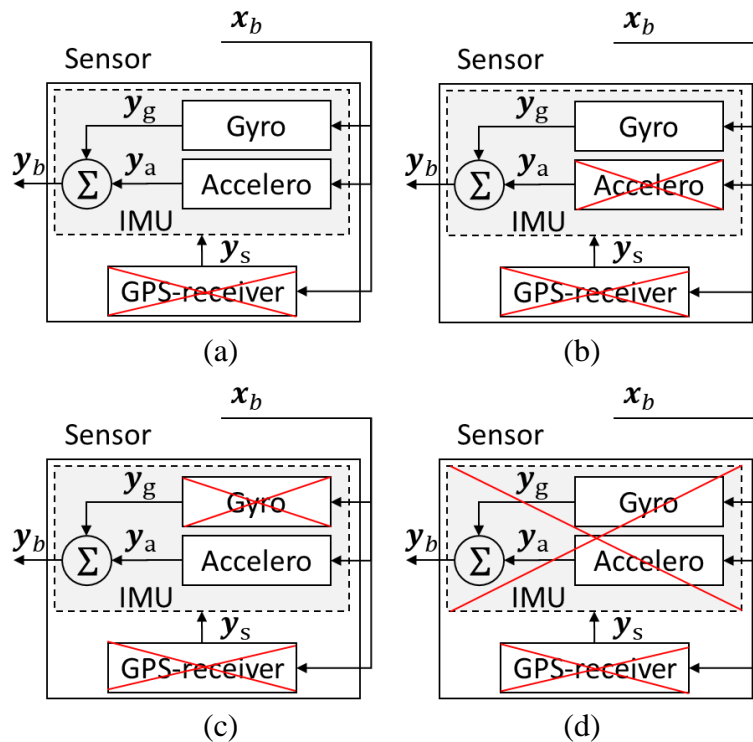 𝒙_b 𝒙_b
Sensor Sensor
𝒚_g Gyro 𝒚_g Gyro
𝒚_b Σ 𝒚_a Accelero 𝒚_b Σ 𝒚_a Accelero
IMU IMU
𝒚_s 𝒚_s
GPS-receiver GPS-receiver
(a) (b)
𝒙_b 𝒙_b
Sensor Sensor
𝒚_g Gyro 𝒚_g Gyro
𝒚_b Σ 𝒚_a Accelero 𝒚_b Σ 𝒚_a Accelero
IMU IMU
𝒚_s 𝒚_s
GPS-receiver GPS-receiver
(c) (d)